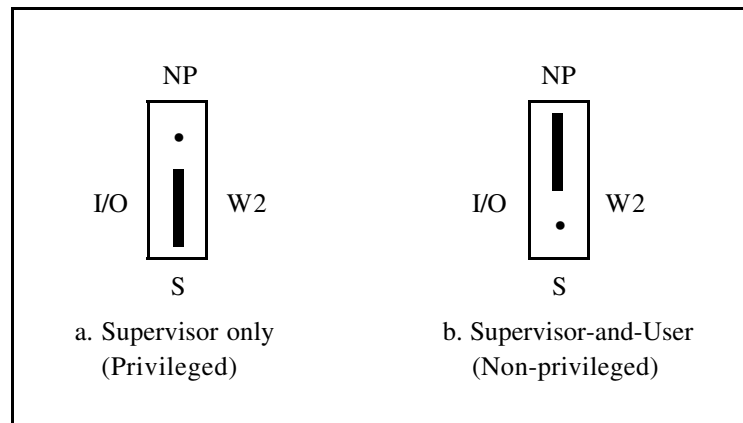 NP
I/O W2
S
a. Supervisor only
(Privileged)
NP
I/O W2
S
b. Supervisor-and-User
(Non-privileged)